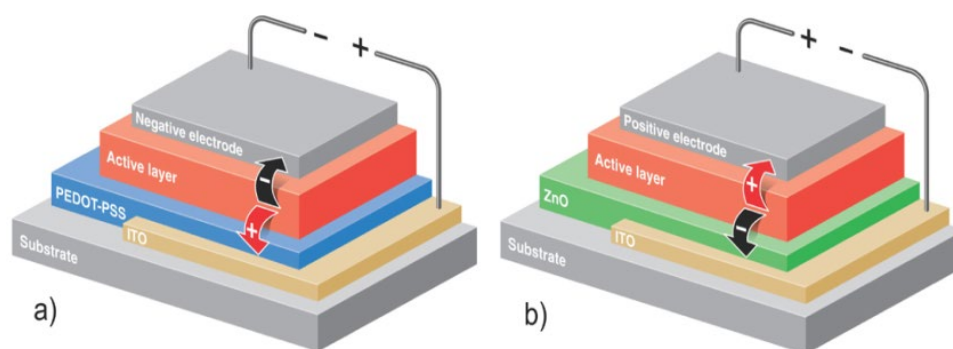 - +
Negative electrode
Active layer
-
PEDOT-PSS
+
ITO
Substrate
a)
+ -
Positive electrode
Active layer
+
ZnO
-
ITO
Substrate
b)